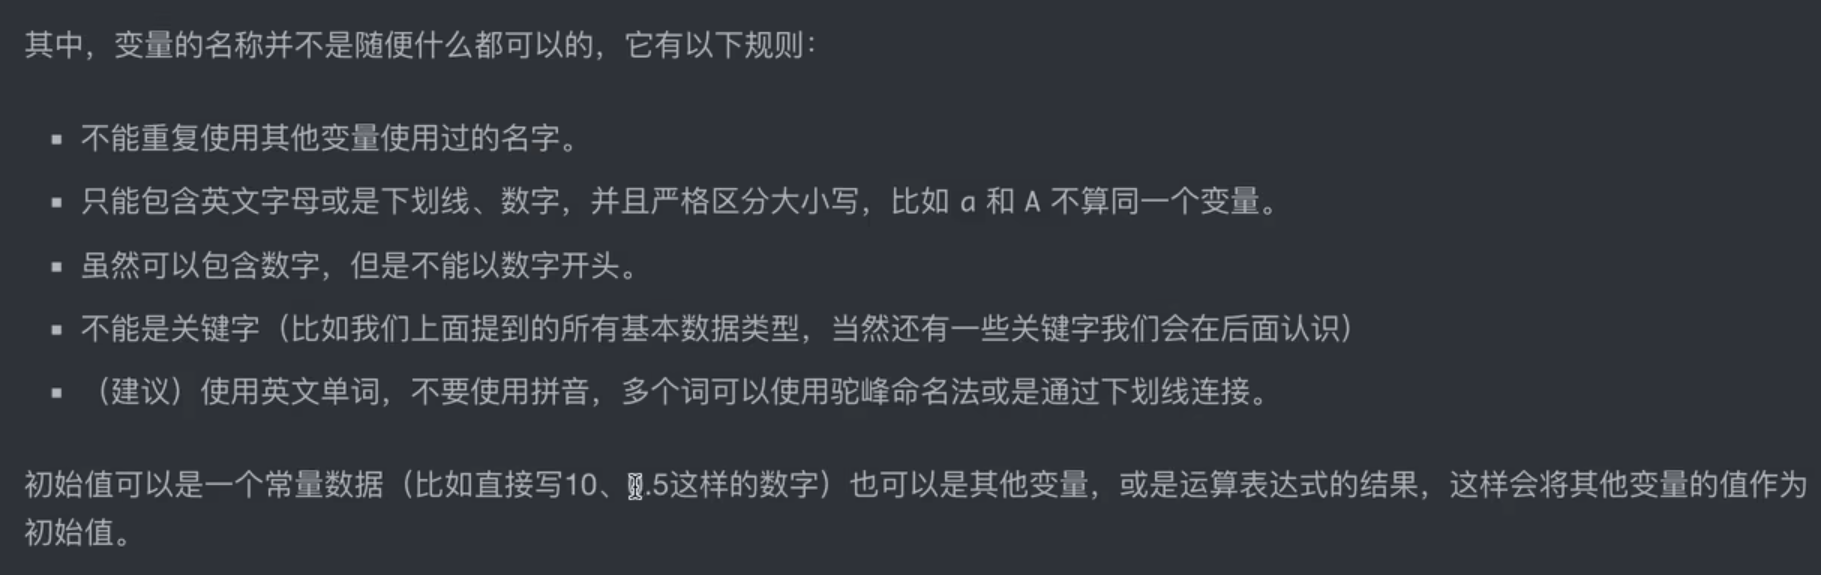 其中，变量的名称并不是随便什么都可以的，它有以下规则：
▪ 不能重复使用其他变量使用过的名字。
▪ 只能包含英文字母或是下划线、数字，并且严格区分大小写，比如 a 和 A 不算同一个变量。
▪ 虽然可以包含数字，但是不能以数字开头。
▪ 不能是关键字（比如我们上面提到的所有基本数据类型，当然还有一些关键字我们会在后面认识）
▪ （建议）使用英文单词，不要使用拼音，多个词可以使用驼峰命名法或是通过下划线连接。
初始值可以是一个常量数据（比如直接写10、.5这样的数字）也可以是其他变量，或是运算表达式的结果，这样会将其他变量的值作为
初始值。